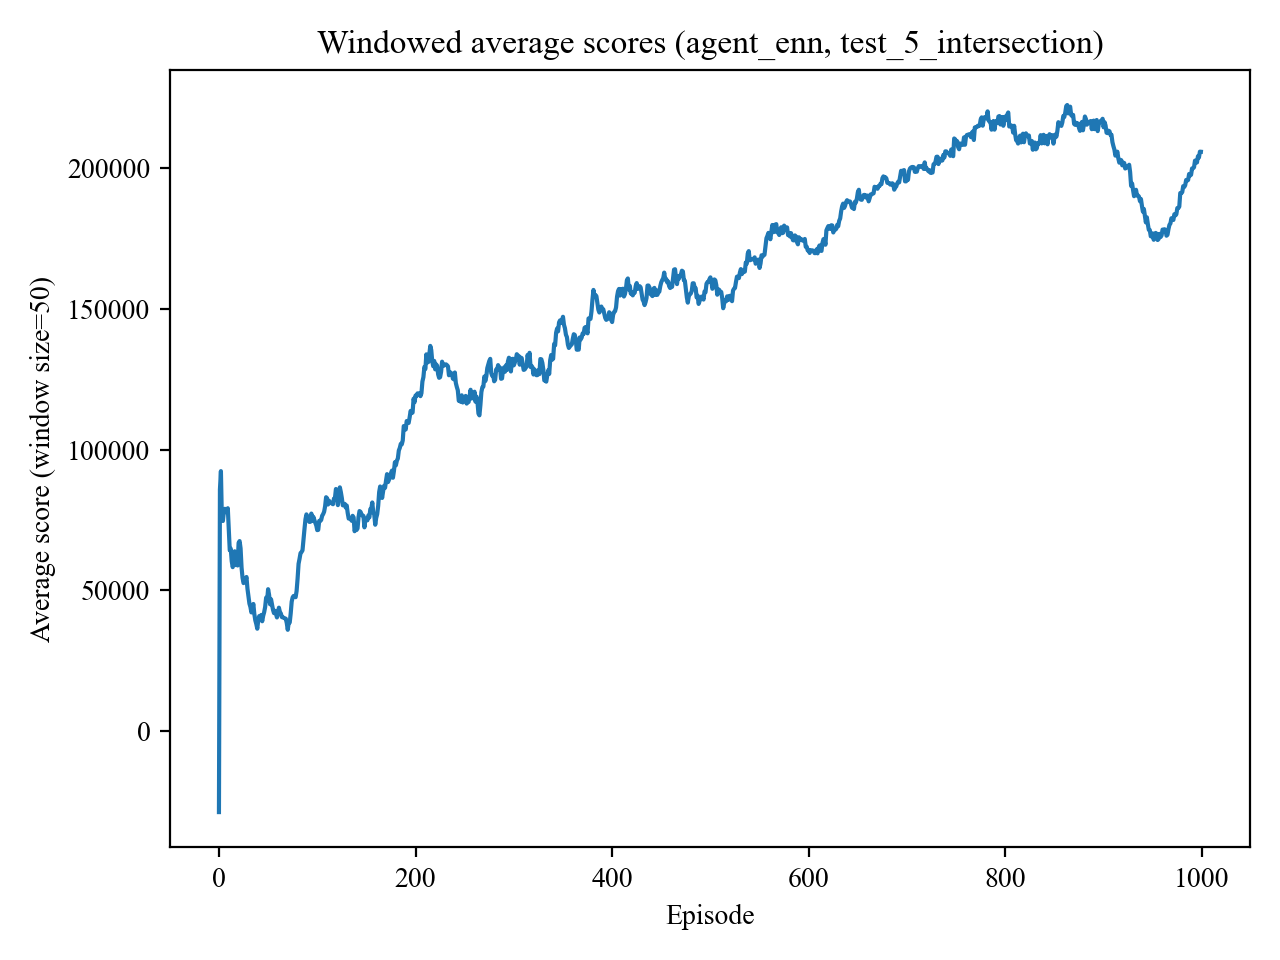 Windowed average scores (agent_enn, test_5_intersection)
Average score (window size=50)
200000
150000
100000
50000
0
0 200 400 600 800 1000
Episode